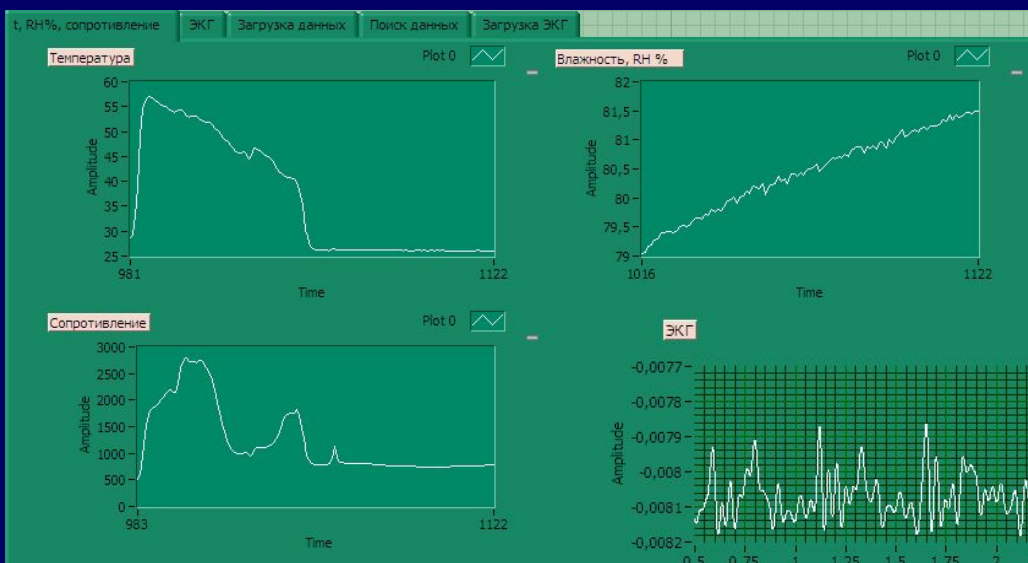 t, RH%, сопротивление ЭКГ Загрузка данных Поиск данных Загрузка ЭКГ
Температура Plot 0
60
55
50
45
40
35
30
25
Amplitude
981 1122
Time
Влажность, RH % Plot 0
82
81,5
81
80,5
80
79,5
79
Amplitude
1016 1122
Time
Сопротивление Plot 0
3000
2500
2000
1500
1000
500
0
Amplitude
983 1122
Time
ЭКГ
-0,0077
-0,0078
-0,0079
-0,008
-0,0081
-0,0082
Amplitude
0,5 0,75 1 1,25 1,5 1,75 2